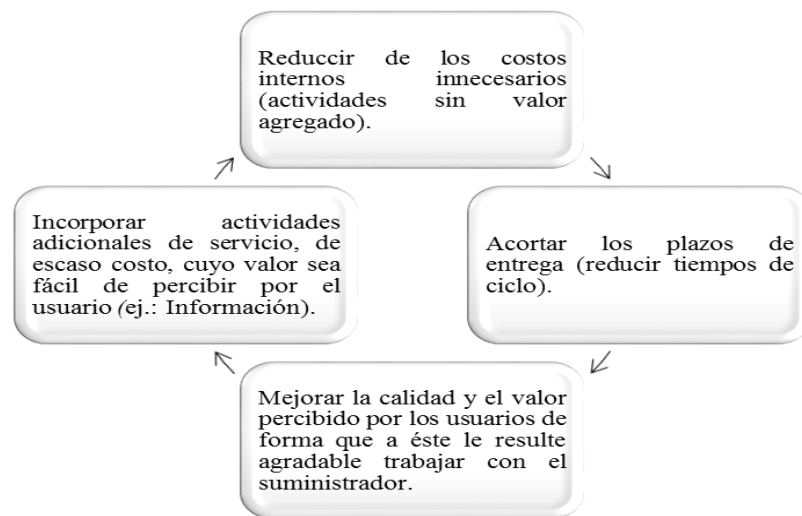 Reduccir de los costos
internos innecesarios
(actividades sin valor
agregado).
Acortar los plazos de
entrega (reducir tiempos de
ciclo).
Mejorar la calidad y el valor
percibido por los usuarios de
forma que a éste le resulte
agradable trabajar con el
suministrador.
Incorporar actividades
adicionales de servicio, de
escaso costo, cuyo valor sea
fácil de percibir por el
usuario (ej.: Información).